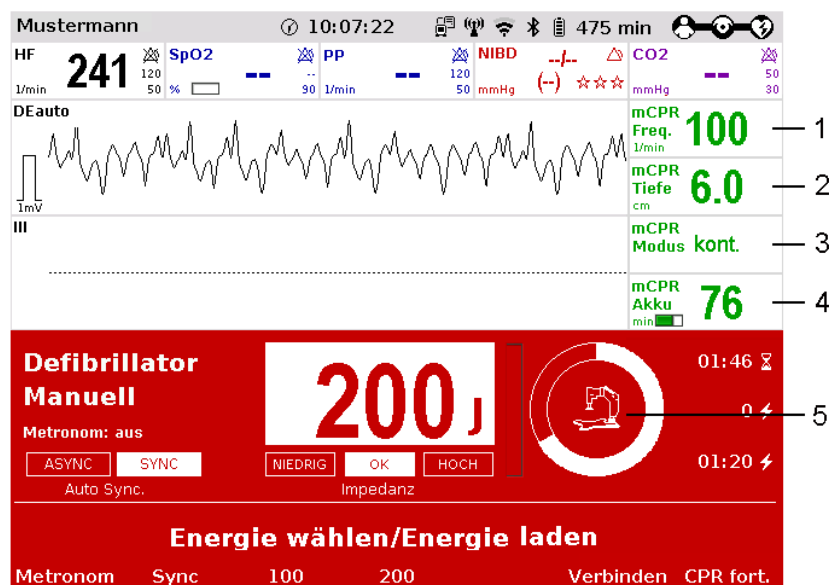 Mustermann 10:07:22 475 min
HF 241 120 50 1/min
SpO2 -- -- 90 %
PP -- 120 50 1/min
NIBD --/-- (--) mmHg
CO2 -- 50 30 mmHg
DEauto
1mV
III
mCPR Freq. 1/min 100 1
mCPR Tiefe cm 6.0 2
mCPR Modus kont. 3
mCPR Akku min 76 4
Defibrillator
Manuell
Metronom: aus
ASYNC SYNC
Auto Sync.
200 J
NIEDRIG OK HOCH
Impedanz
01:46
0 5
01:20
Energie wählen/Energie laden
Metronom Sync 100 200 Verbinden CPR fort.